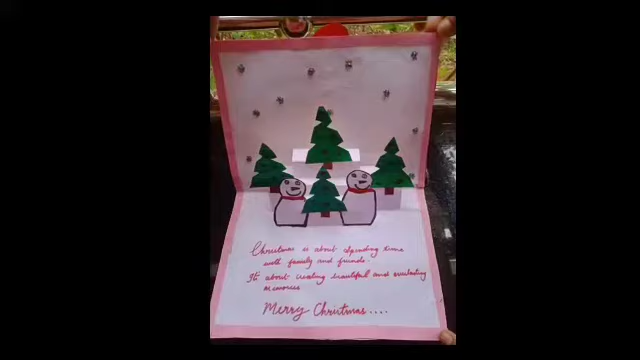 Christmas is about spending time
with family and friends.
It's about creating beautiful and everlasting
memories
Merry Christmas....